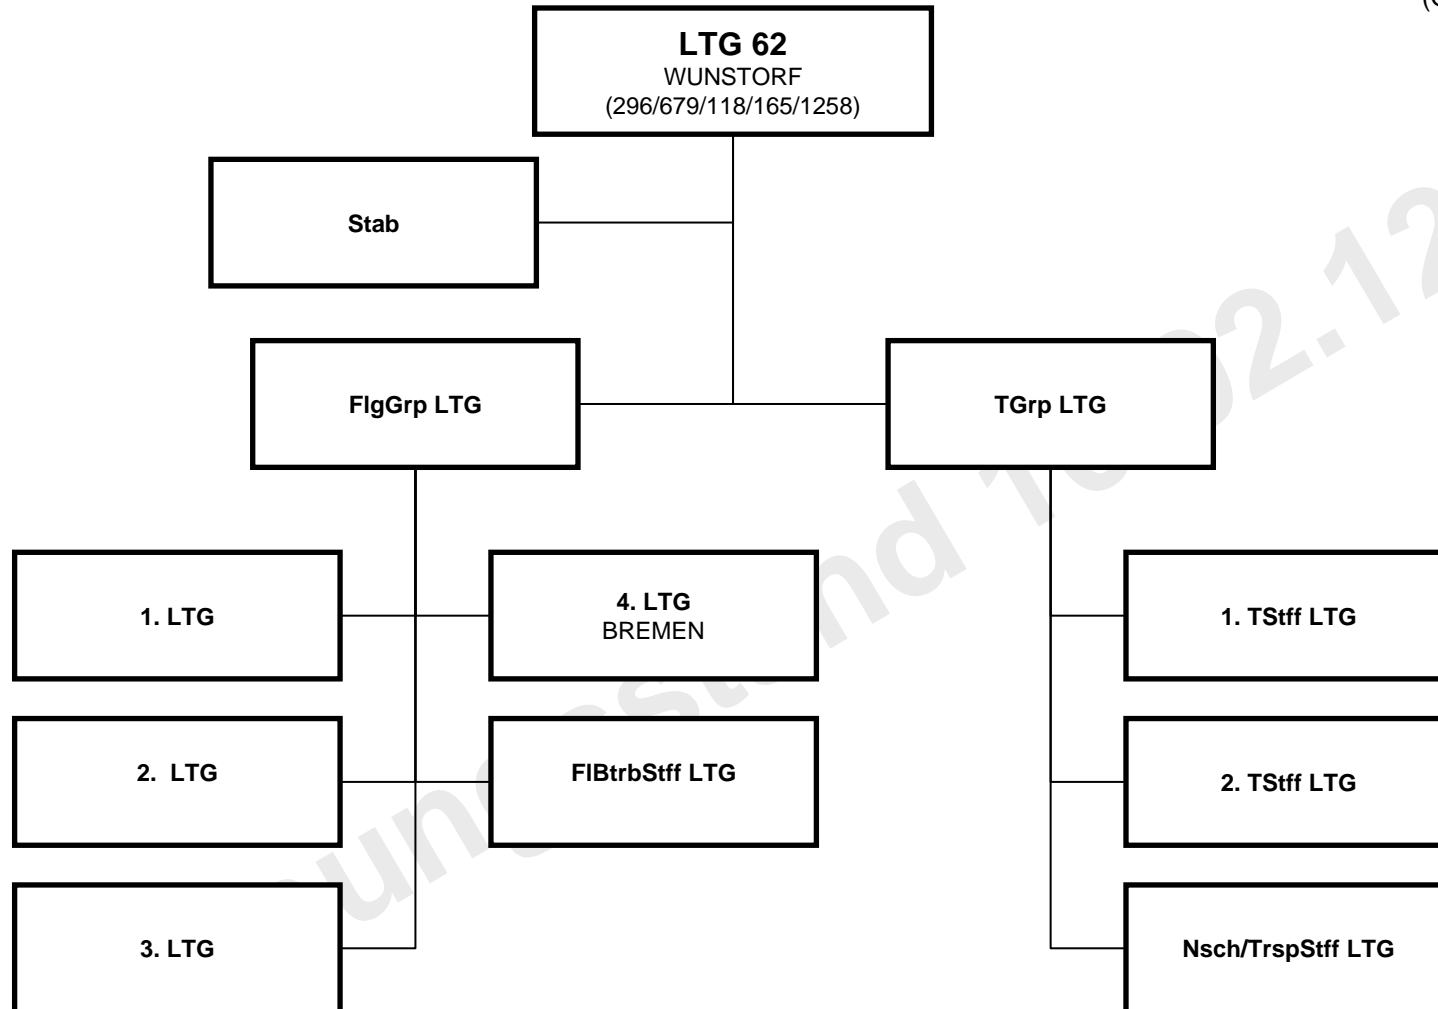 LTG 62
WUNSTORF
(296/679/118/165/1258)
Stab
FlgGrp LTG
TGrp LTG
1. LTG
4. LTG
BREMEN
1. TStff LTG
2. LTG
FlBtrbStff LTG
2. TStff LTG
3. LTG
Nsch/TrspStff LTG